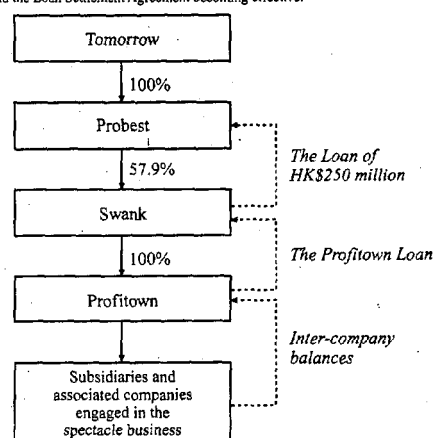 and the Loan Settlement Agreement becoming effective:
Tomorrow
100%
Probest
57.9%
The Loan of
HK$250 million
Swank
The Profitown Loan
100%
Profitown
Inter-company
balances
Subsidiaries and
associated companies
engaged in the
spectacle business